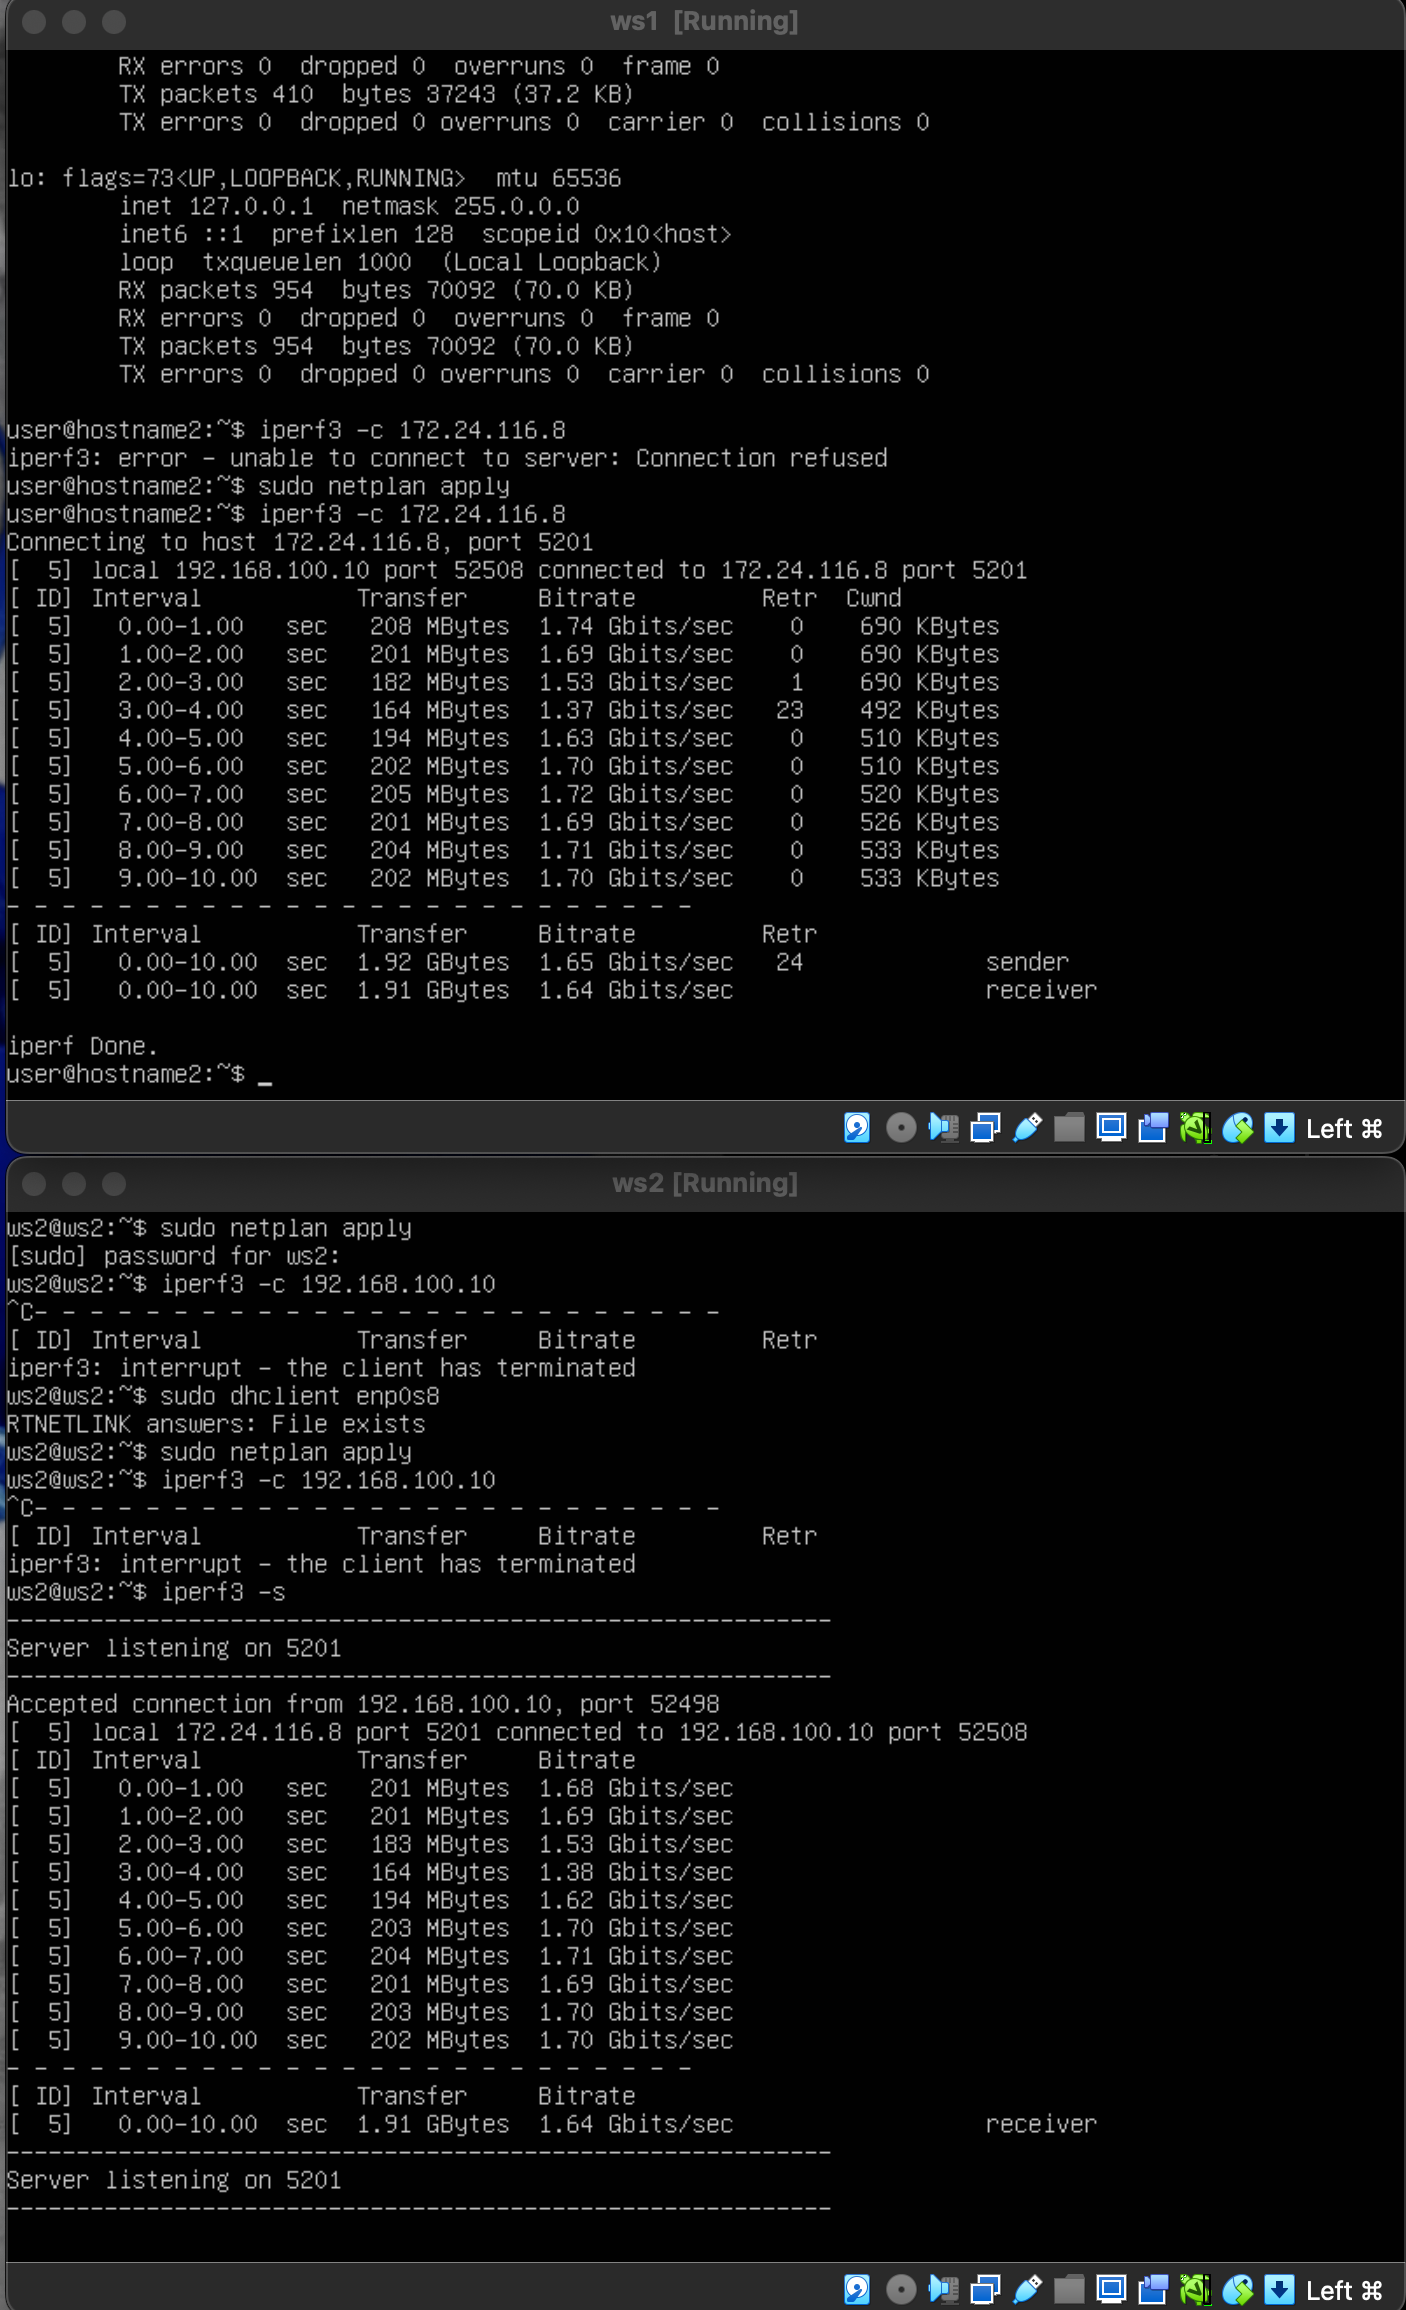 ws1 [Running]
RX errors 0 dropped 0 overruns 0 frame 0
TX packets 410 bytes 37243 (37.2 KB)
TX errors 0 dropped 0 overruns 0 carrier 0 collisions 0
lo: flags=73<UP,LOOPBACK,RUNNING> mtu 65536
inet 127.0.0.1 netmask 255.0.0.0
inet6 ::1 prefixlen 128 scopeid 0x10<host>
loop txqueuelen 1000 (Local Loopback)
RX packets 954 bytes 70092 (70.0 KB)
RX errors 0 dropped 0 overruns 0 frame 0
TX packets 954 bytes 70092 (70.0 KB)
TX errors 0 dropped 0 overruns 0 carrier 0 collisions 0
user@hostname2:~$ iperf3 -c 172.24.116.8
iperf3: error - unable to connect to server: Connection refused
user@hostname2:~$ sudo netplan apply
user@hostname2:~$ iperf3 -c 172.24.116.8
Connecting to host 172.24.116.8, port 5201
[ 5] local 192.168.100.10 port 52508 connected to 172.24.116.8 port 5201
[ ID] Interval Transfer Bitrate Retr Cwnd
[ 5] 0.00-1.00 sec 208 MBytes 1.74 Gbits/sec 0 690 KBytes
[ 5] 1.00-2.00 sec 201 MBytes 1.69 Gbits/sec 0 690 KBytes
[ 5] 2.00-3.00 sec 182 MBytes 1.53 Gbits/sec 1 690 KBytes
[ 5] 3.00-4.00 sec 164 MBytes 1.37 Gbits/sec 23 492 KBytes
[ 5] 4.00-5.00 sec 194 MBytes 1.63 Gbits/sec 0 510 KBytes
[ 5] 5.00-6.00 sec 202 MBytes 1.70 Gbits/sec 0 510 KBytes
[ 5] 6.00-7.00 sec 205 MBytes 1.72 Gbits/sec 0 520 KBytes
[ 5] 7.00-8.00 sec 201 MBytes 1.69 Gbits/sec 0 526 KBytes
[ 5] 8.00-9.00 sec 204 MBytes 1.71 Gbits/sec 0 533 KBytes
[ 5] 9.00-10.00 sec 202 MBytes 1.70 Gbits/sec 0 533 KBytes
- - - - - - - - - - - - - - - - - - - - - - - - -
[ ID] Interval Transfer Bitrate Retr
[ 5] 0.00-10.00 sec 1.92 GBytes 1.65 Gbits/sec 24 sender
[ 5] 0.00-10.00 sec 1.91 GBytes 1.64 Gbits/sec receiver
iperf Done.
user@hostname2:~$ _
Left ⌘
ws2 [Running]
ws2@ws2:~$ sudo netplan apply
[sudo] password for ws2:
ws2@ws2:~$ iperf3 -c 192.168.100.10
^C- - - - - - - - - - - - - - - - - - - - - - - - -
[ ID] Interval Transfer Bitrate Retr
iperf3: interrupt - the client has terminated
ws2@ws2:~$ sudo dhclient enp0s8
RTNETLINK answers: File exists
ws2@ws2:~$ sudo netplan apply
ws2@ws2:~$ iperf3 -c 192.168.100.10
^C- - - - - - - - - - - - - - - - - - - - - - - - -
[ ID] Interval Transfer Bitrate Retr
iperf3: interrupt - the client has terminated
ws2@ws2:~$ iperf3 -s
-----------------------------------------------------------
Server listening on 5201
-----------------------------------------------------------
Accepted connection from 192.168.100.10, port 52498
[ 5] local 172.24.116.8 port 5201 connected to 192.168.100.10 port 52508
[ ID] Interval Transfer Bitrate
[ 5] 0.00-1.00 sec 201 MBytes 1.68 Gbits/sec
[ 5] 1.00-2.00 sec 201 MBytes 1.69 Gbits/sec
[ 5] 2.00-3.00 sec 183 MBytes 1.53 Gbits/sec
[ 5] 3.00-4.00 sec 164 MBytes 1.38 Gbits/sec
[ 5] 4.00-5.00 sec 194 MBytes 1.62 Gbits/sec
[ 5] 5.00-6.00 sec 203 MBytes 1.70 Gbits/sec
[ 5] 6.00-7.00 sec 204 MBytes 1.71 Gbits/sec
[ 5] 7.00-8.00 sec 201 MBytes 1.69 Gbits/sec
[ 5] 8.00-9.00 sec 203 MBytes 1.70 Gbits/sec
[ 5] 9.00-10.00 sec 202 MBytes 1.70 Gbits/sec
- - - - - - - - - - - - - - - - - - - - - - - - -
[ ID] Interval Transfer Bitrate
[ 5] 0.00-10.00 sec 1.91 GBytes 1.64 Gbits/sec receiver
-----------------------------------------------------------
Server listening on 5201
-----------------------------------------------------------
Left ⌘